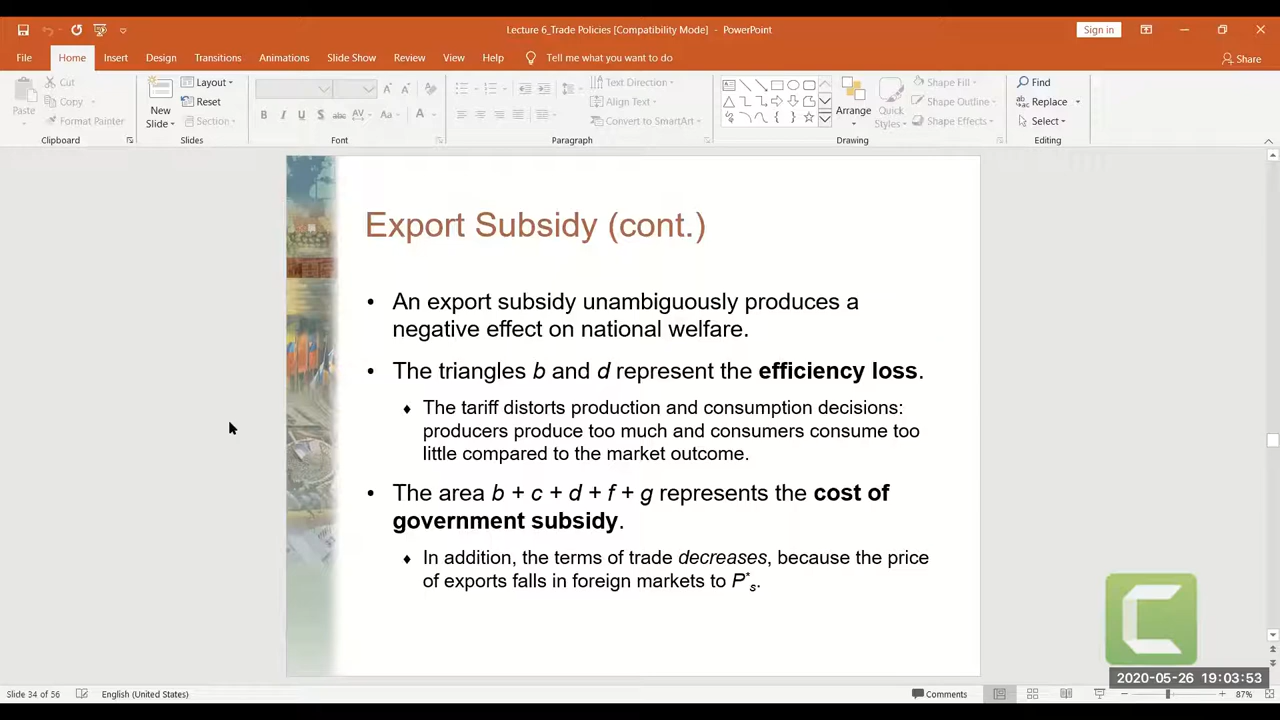 Lecture 6_Trade Policies [Compatibility Mode] - PowerPoint
Sign in
File Home Insert Design Transitions Animations Slide Show Review View Help Tell me what you want to do Share
Paste
Cut
Copy
Format Painter
Clipboard
New
Slide
Layout
Reset
Section
Slides
B I U S abc AV Aa A
Font
Text Direction
Align Text
Convert to SmartArt
Paragraph
Arrange
Quick
Styles
Shape Fill
Shape Outline
Shape Effects
Drawing
Find
Replace
Select
Editing
Export Subsidy (cont.)
• An export subsidy unambiguously produces a
negative effect on national welfare.
• The triangles b and d represent the efficiency loss.
♦ The tariff distorts production and consumption decisions:
producers produce too much and consumers consume too
little compared to the market outcome.
• The area b + c + d + f + g represents the cost of
government subsidy.
♦ In addition, the terms of trade decreases, because the price
of exports falls in foreign markets to P*s.
2020-05-26 19:03:53
Slide 34 of 56 English (United States) Comments 87%